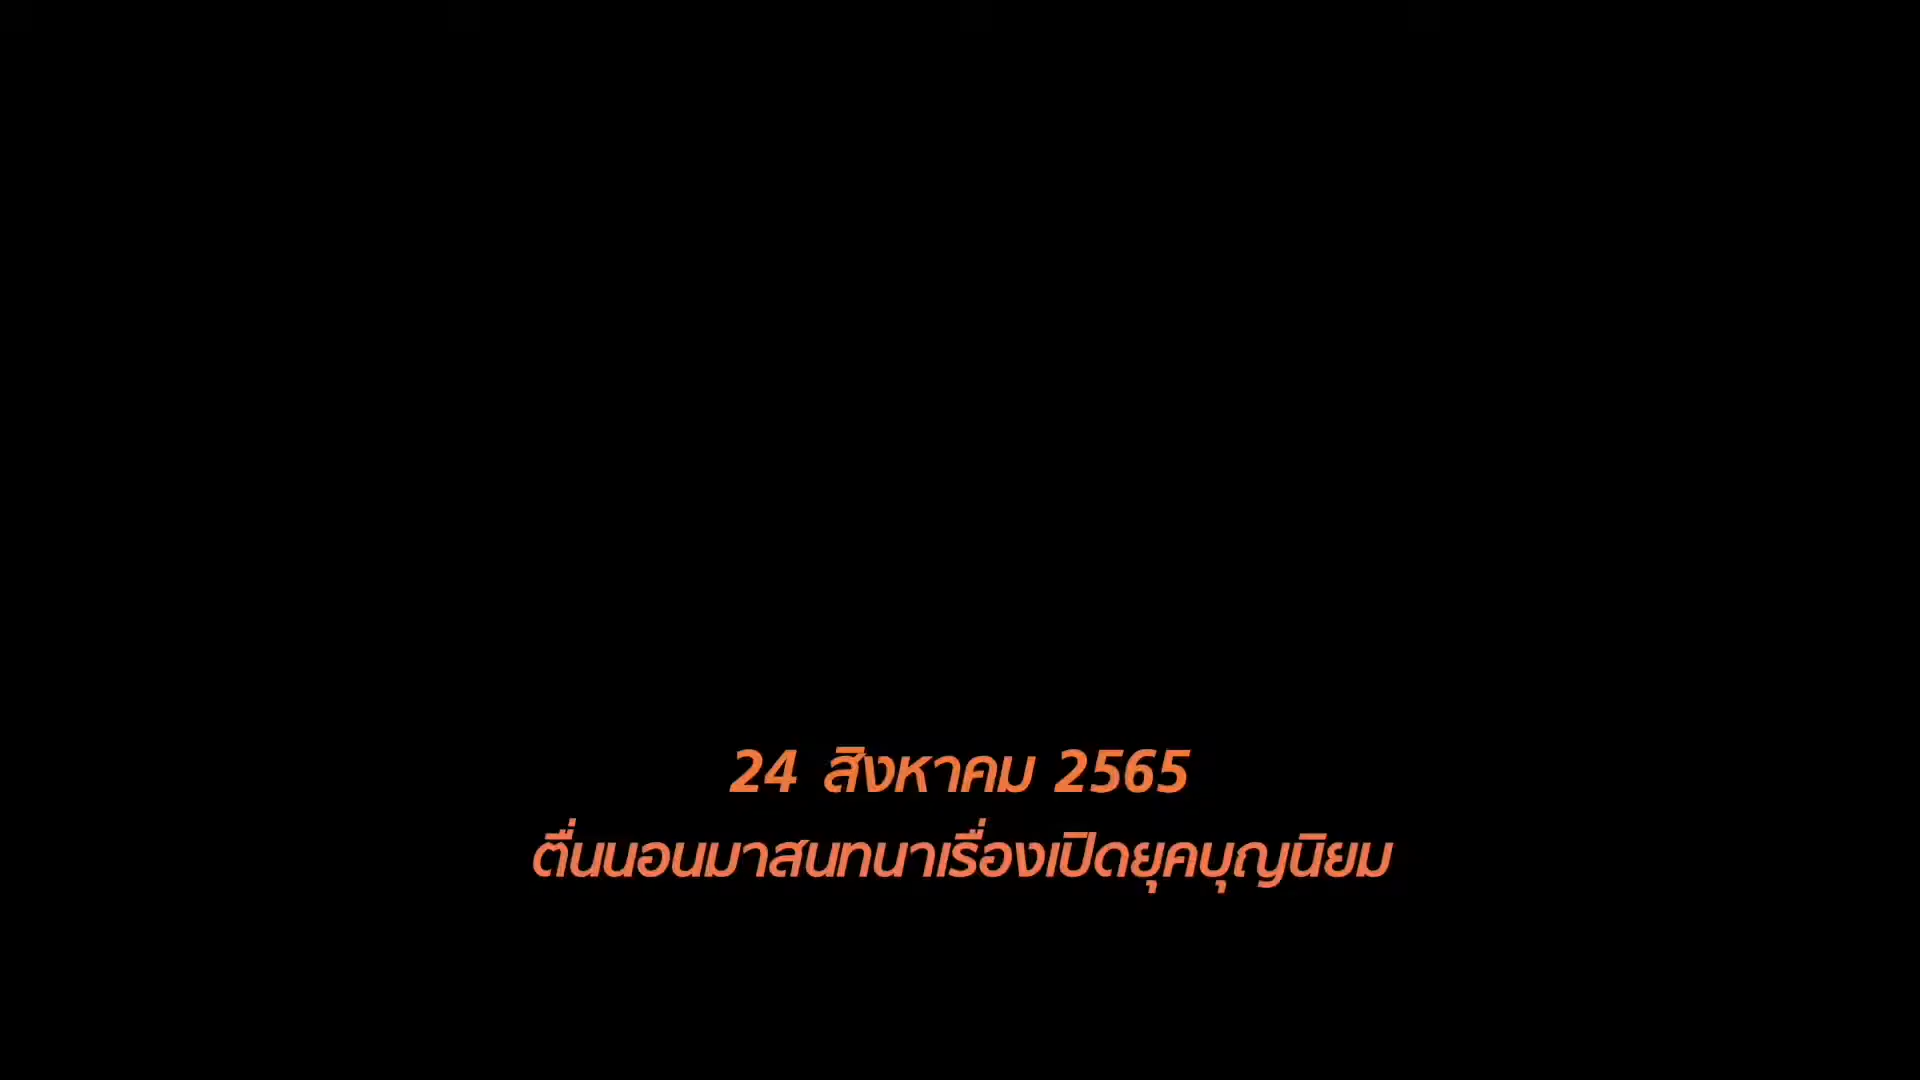 24 สิงหาคม 2565
ตื่นนอนมาสนทนาเรื่องเปิดยุคบุญนิยม